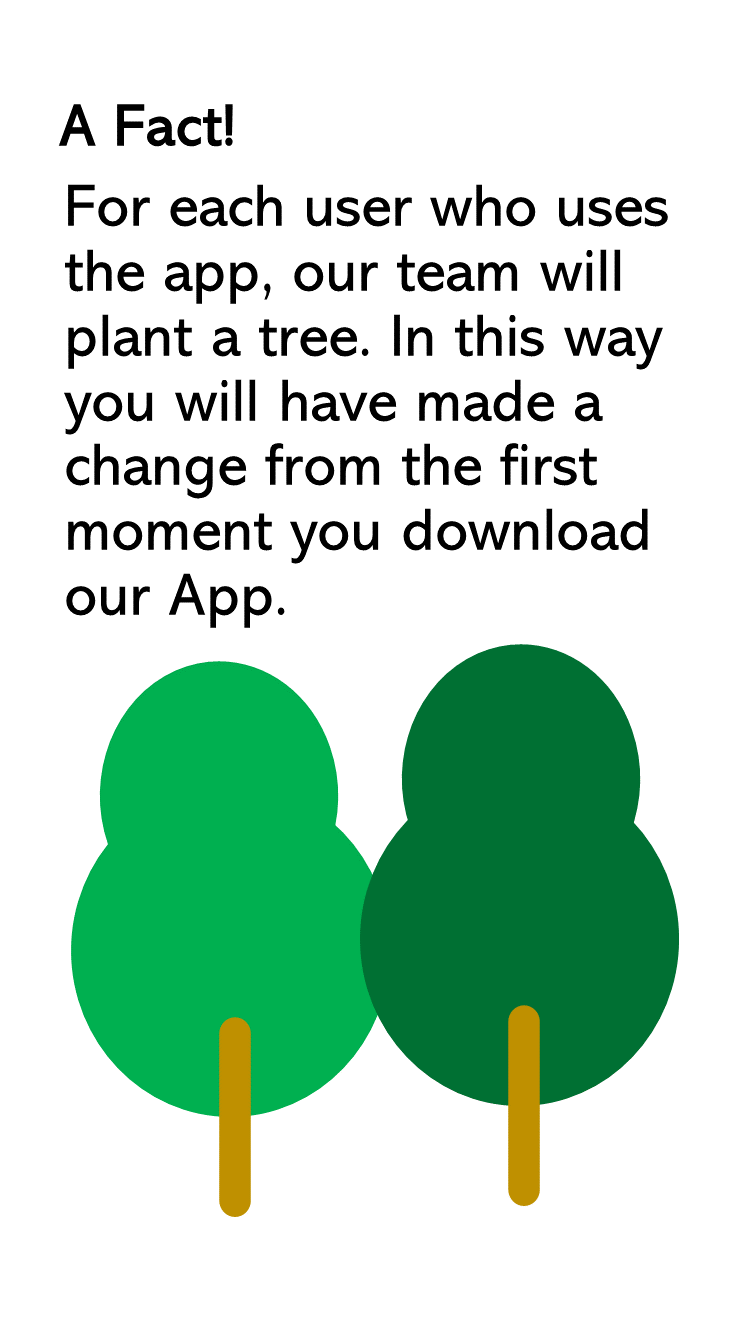 A Fact!
For each user who uses
the app, our team will
plant a tree. In this way
you will have made a
change from the first
moment you download
our App.